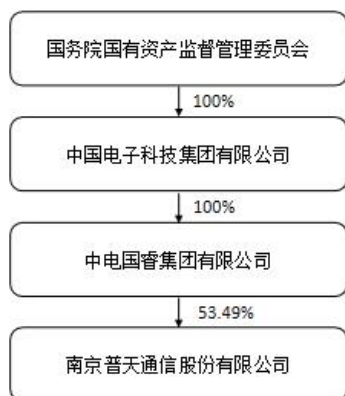 国务院国有资产监督管理委员会
100%
中国电子科技集团有限公司
100%
中电国睿集团有限公司
53.49%
南京普天通信股份有限公司